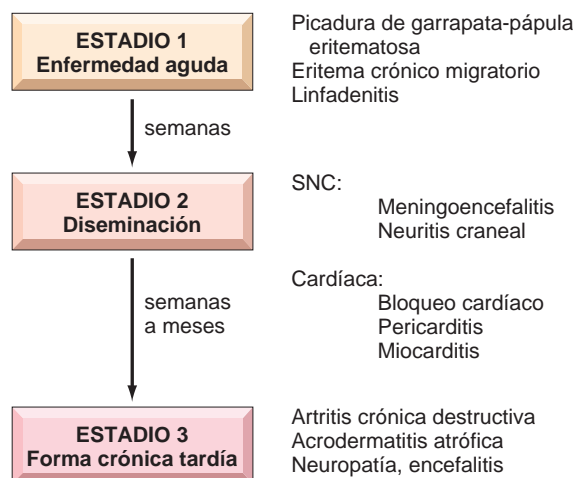 ESTADIO 1
Enfermedad aguda
Picadura de garrapata-pápula
eritematosa
Eritema crónico migratorio
Linfadenitis
semanas
ESTADIO 2
Diseminación
SNC:
Meningoencefalitis
Neuritis craneal
Cardíaca:
Bloqueo cardíaco
Pericarditis
Miocarditis
semanas
a meses
ESTADIO 3
Forma crónica tardía
Artritis crónica destructiva
Acrodermatitis atrófica
Neuropatía, encefalitis